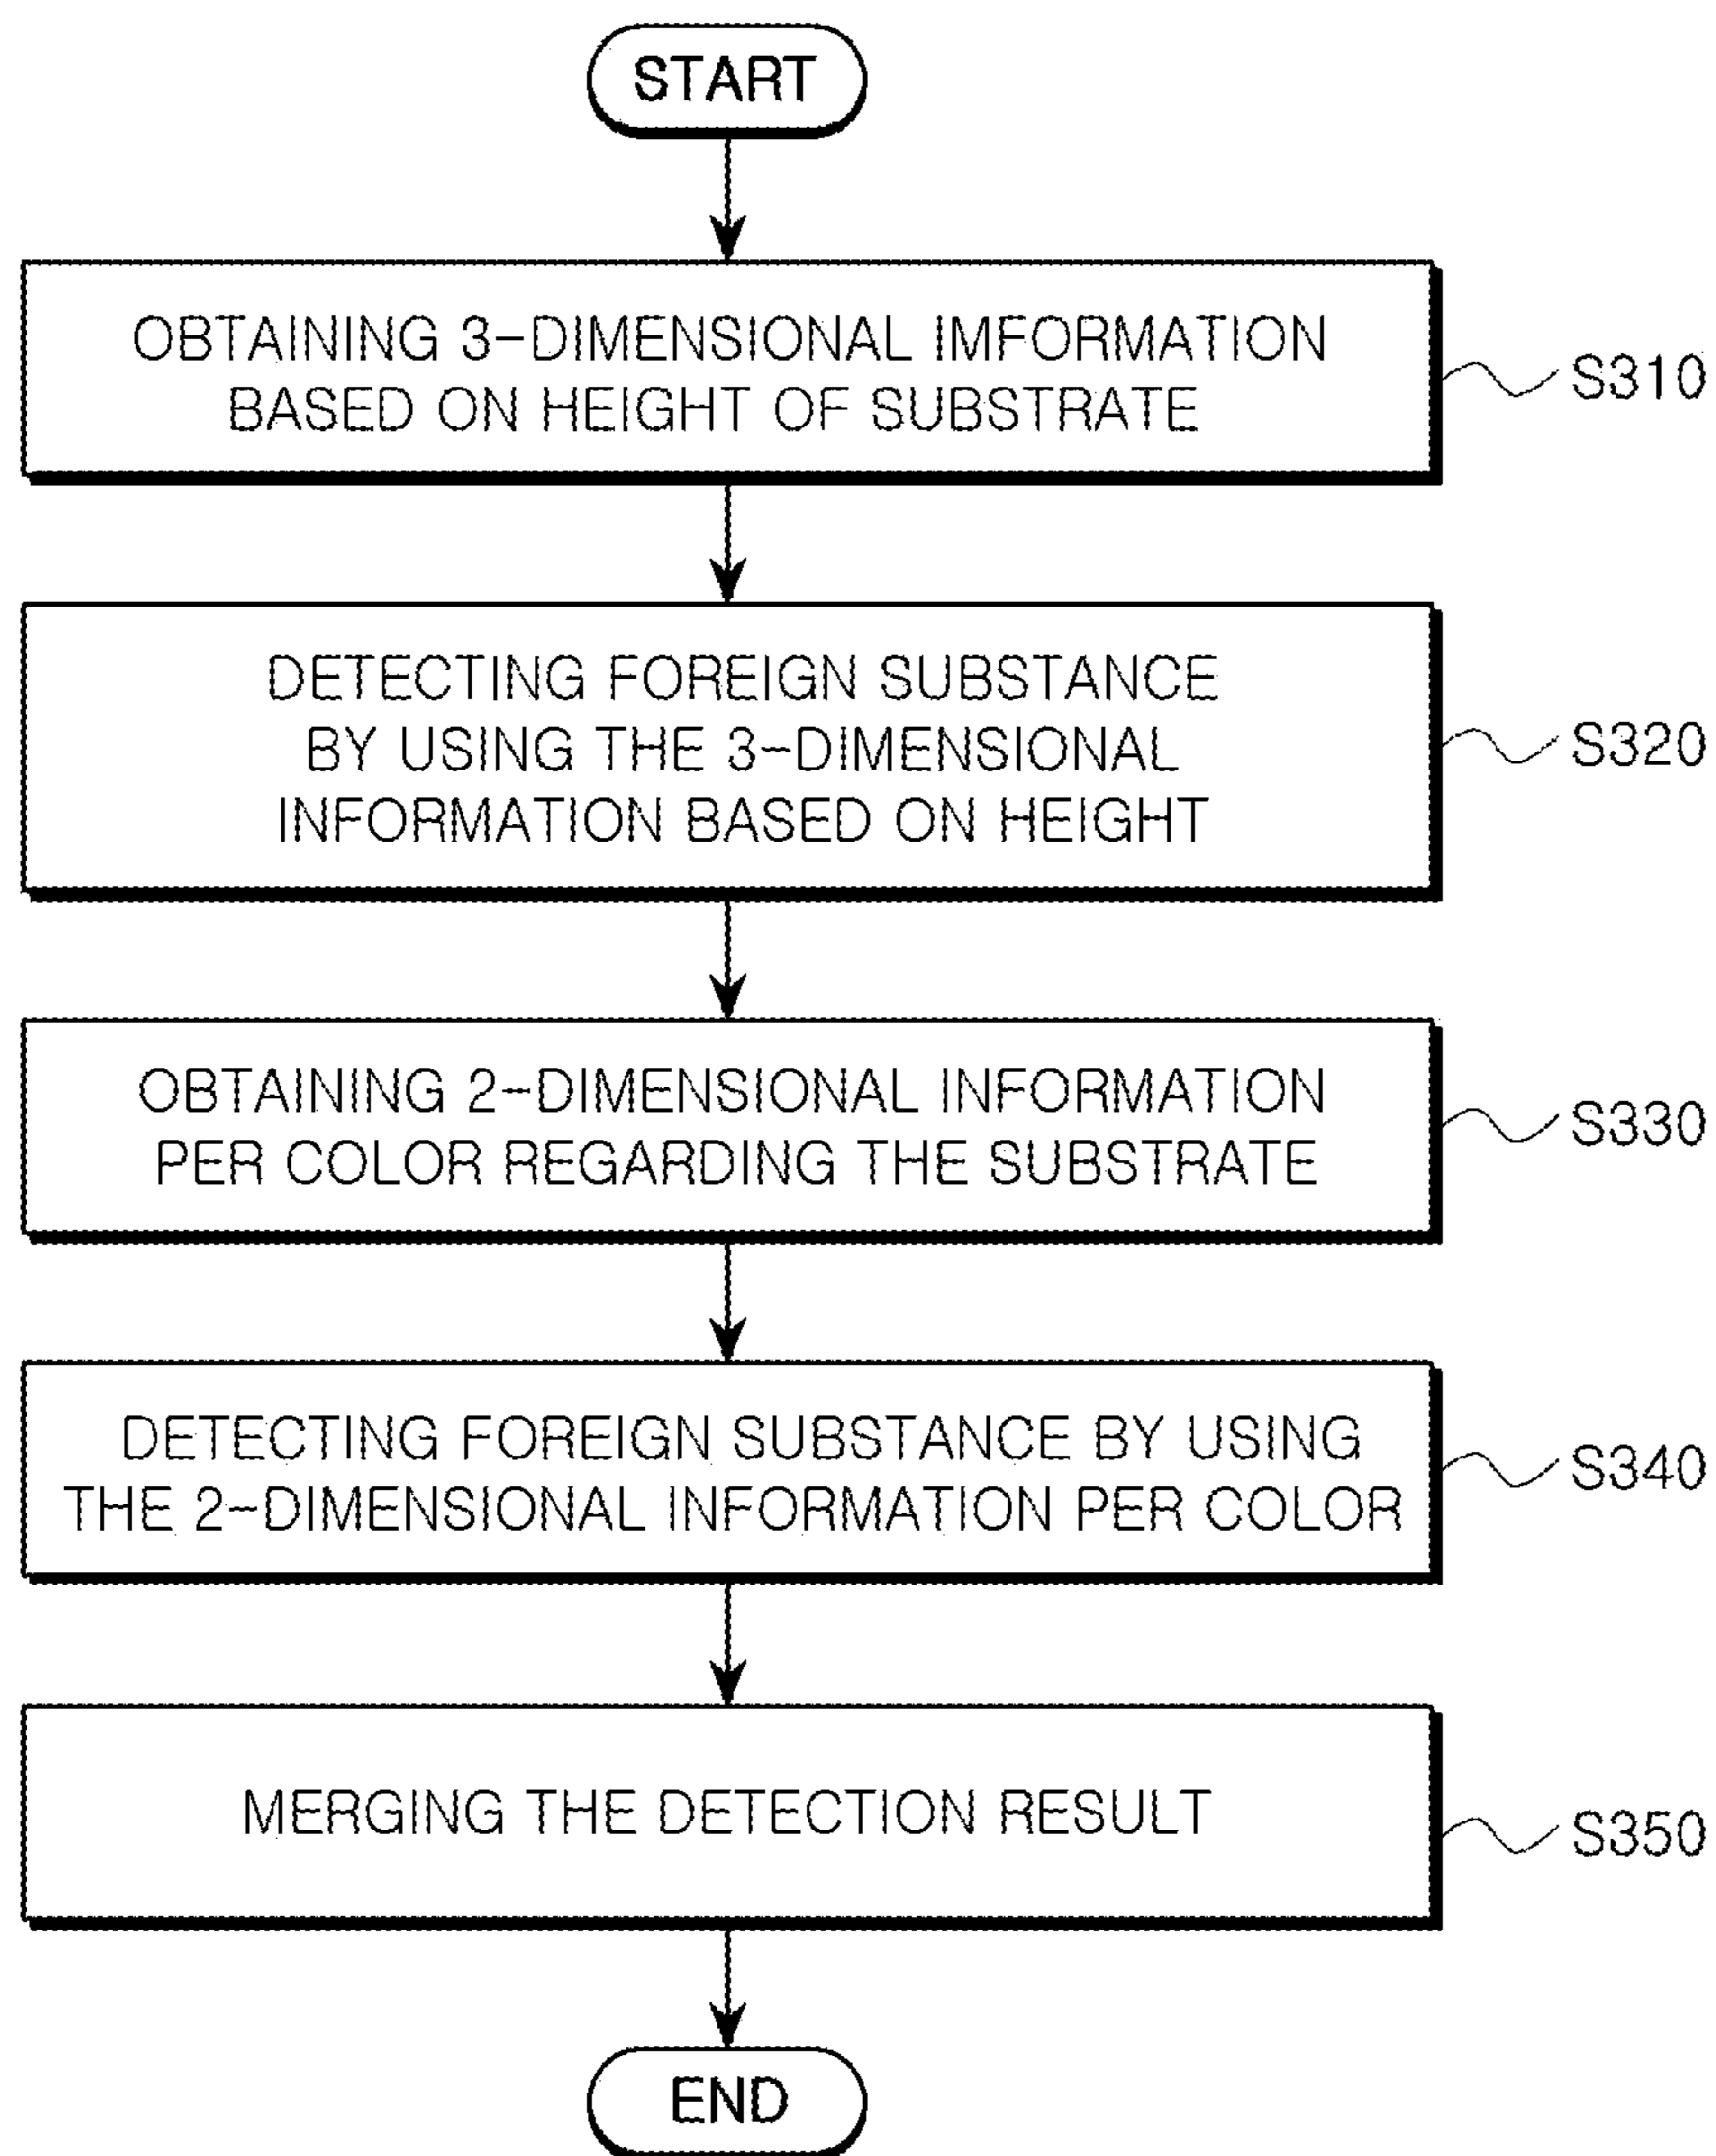 START
OBTAINING 3-DIMENSIONAL IMFORMATION
BASED ON HEIGHT OF SUBSTRATE
S310
DETECTING FOREIGN SUBSTANCE
BY USING THE 3-DIMENSIONAL
INFORMATION BASED ON HEIGHT
S320
OBTAINING 2-DIMENSIONAL INFORMATION
PER COLOR REGARDING THE SUBSTRATE
S330
DETECTING FOREIGN SUBSTANCE BY USING
THE 2-DIMENSIONAL INFORMATION PER COLOR
S340
MERGING THE DETECTION RESULT
S350
END